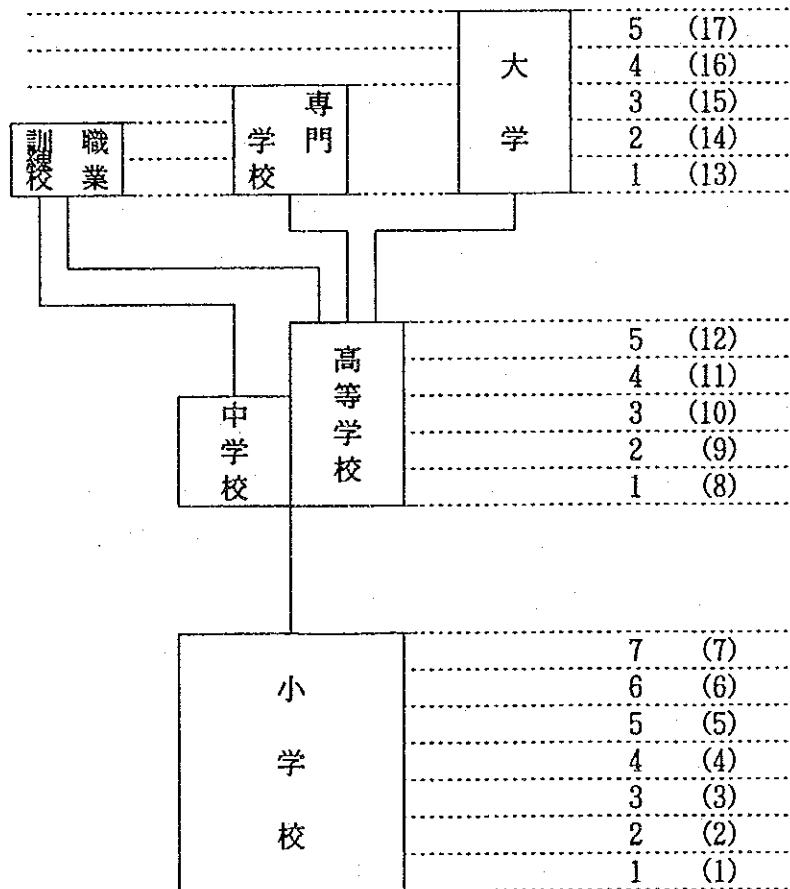 大学
5 (17)
4 (16)
3 (15)
2 (14)
1 (13)
専門学校
職業訓練校
高等学校
5 (12)
4 (11)
3 (10)
2 (9)
1 (8)
中学校
小学校
7 (7)
6 (6)
5 (5)
4 (4)
3 (3)
2 (2)
1 (1)